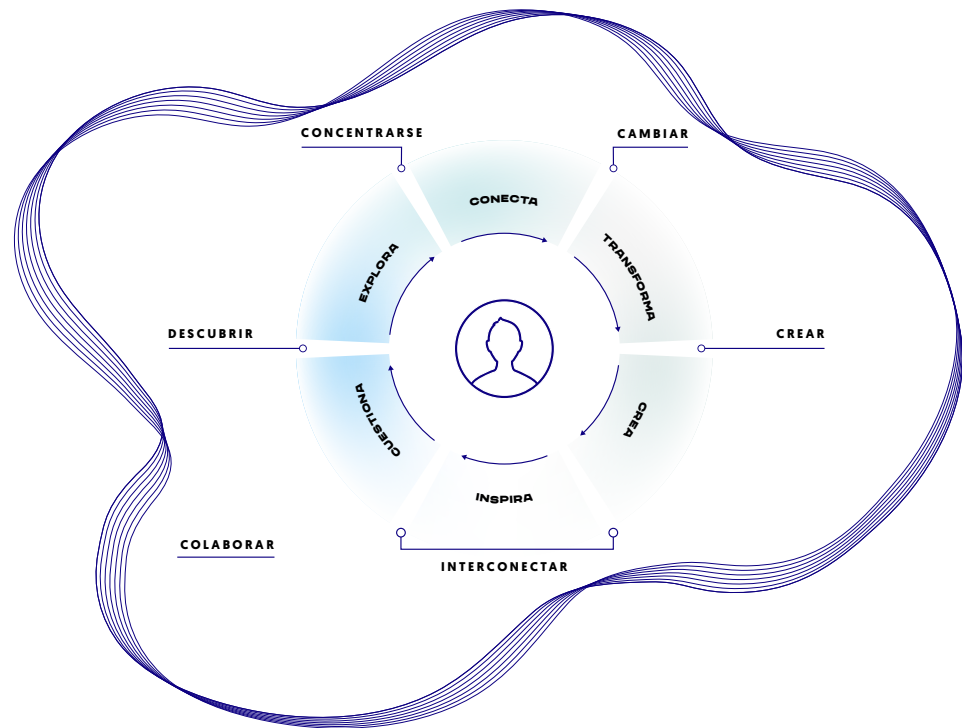 CONCENTRARSE
CAMBIAR
CONECTA
EXPLORA
TRANSFORMA
DESCUBRIR
CREAR
CUESTIONA
CREA
INSPIRA
COLABORAR
INTERCONECTAR